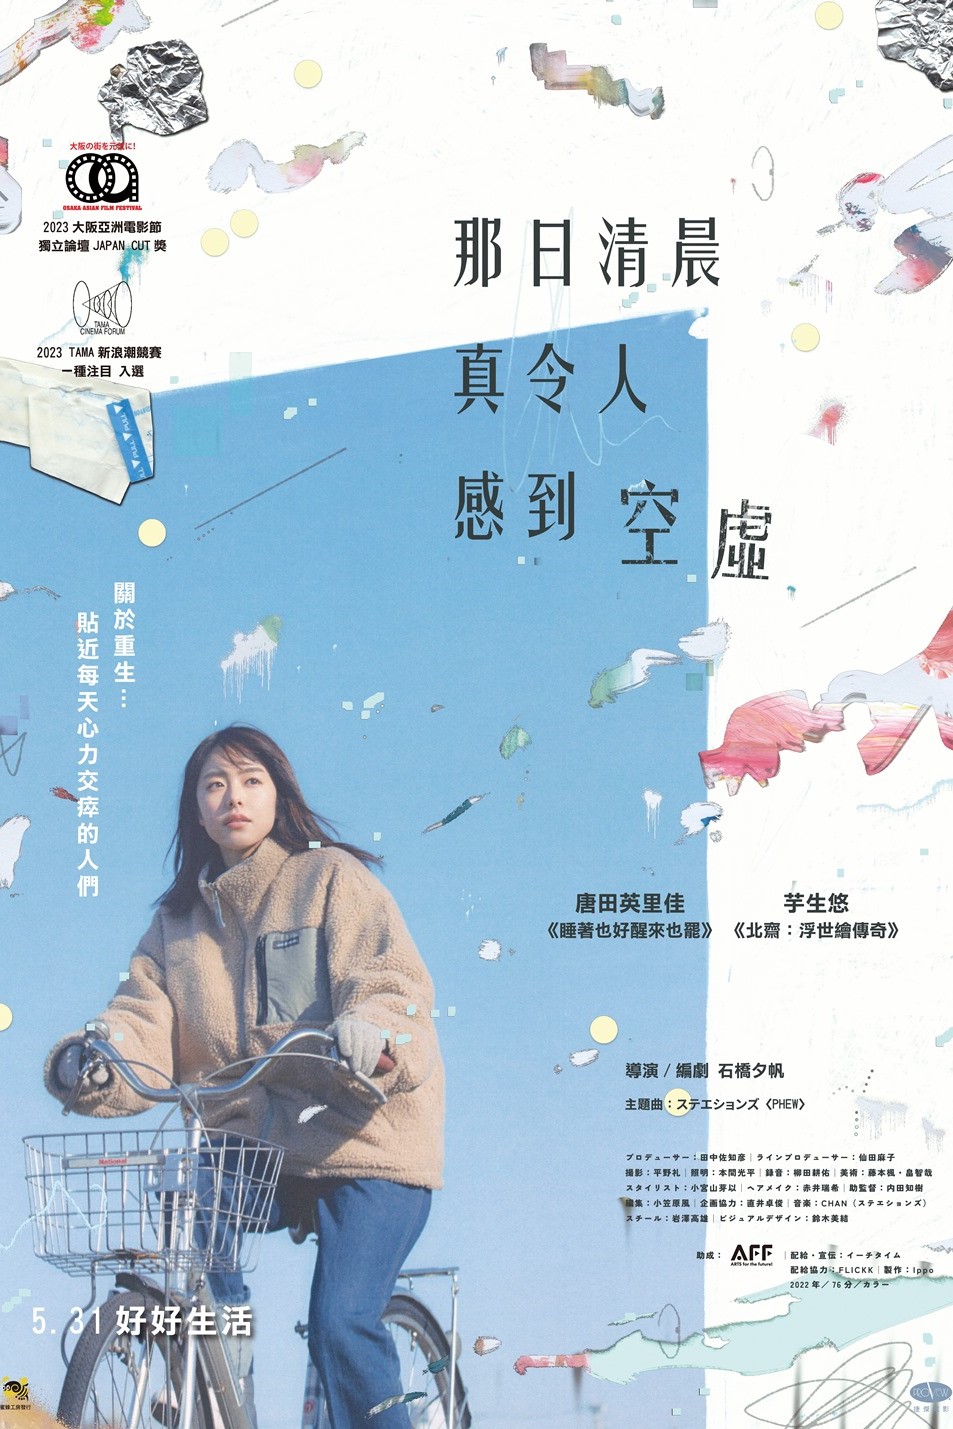 大阪の街を元気に!
OSAKA ASIAN FILM FESTIVAL
2023 大阪亞洲電影節
獨立論壇 JAPAN CUT 獎
TAMA
CINEMA FORUM
2023 TAMA 新浪潮競賽
一種注目 入選
那日清晨
真令人
感到空虛
關於重生…
貼近每天心力交瘁的人們
唐田英里佳
《睡著也好醒來也罷》
芋生悠
《北齋：浮世繪傳奇》
導演 / 編劇 石橋夕帆
主題曲：ステエションズ〈PHEW〉
プロデューサー：田中佐知彦｜ラインプロデューサー：仙田麻子
撮影：平野礼｜照明：本間光平｜録音：柳田耕佑｜美術：藤本楓・畠智哉
スタイリスト：小宮山芽以｜ヘアメイク：赤井瑞希｜助監督：内田知樹
編集：小笠原風｜企画協力：直井卓俊｜音楽：CHAN（ステエションズ）
スチール：岩澤高雄｜ビジュアルデザイン：鈴木美結
助成：AFF
ARTS for the future!
｜配給・宣伝：イーチタイム
配給協力：FLICKK｜製作：Ippo
2022 年／ 76 分／カラー
National
5.31 好好生活
蜜蜂工房發行
PROVIEW